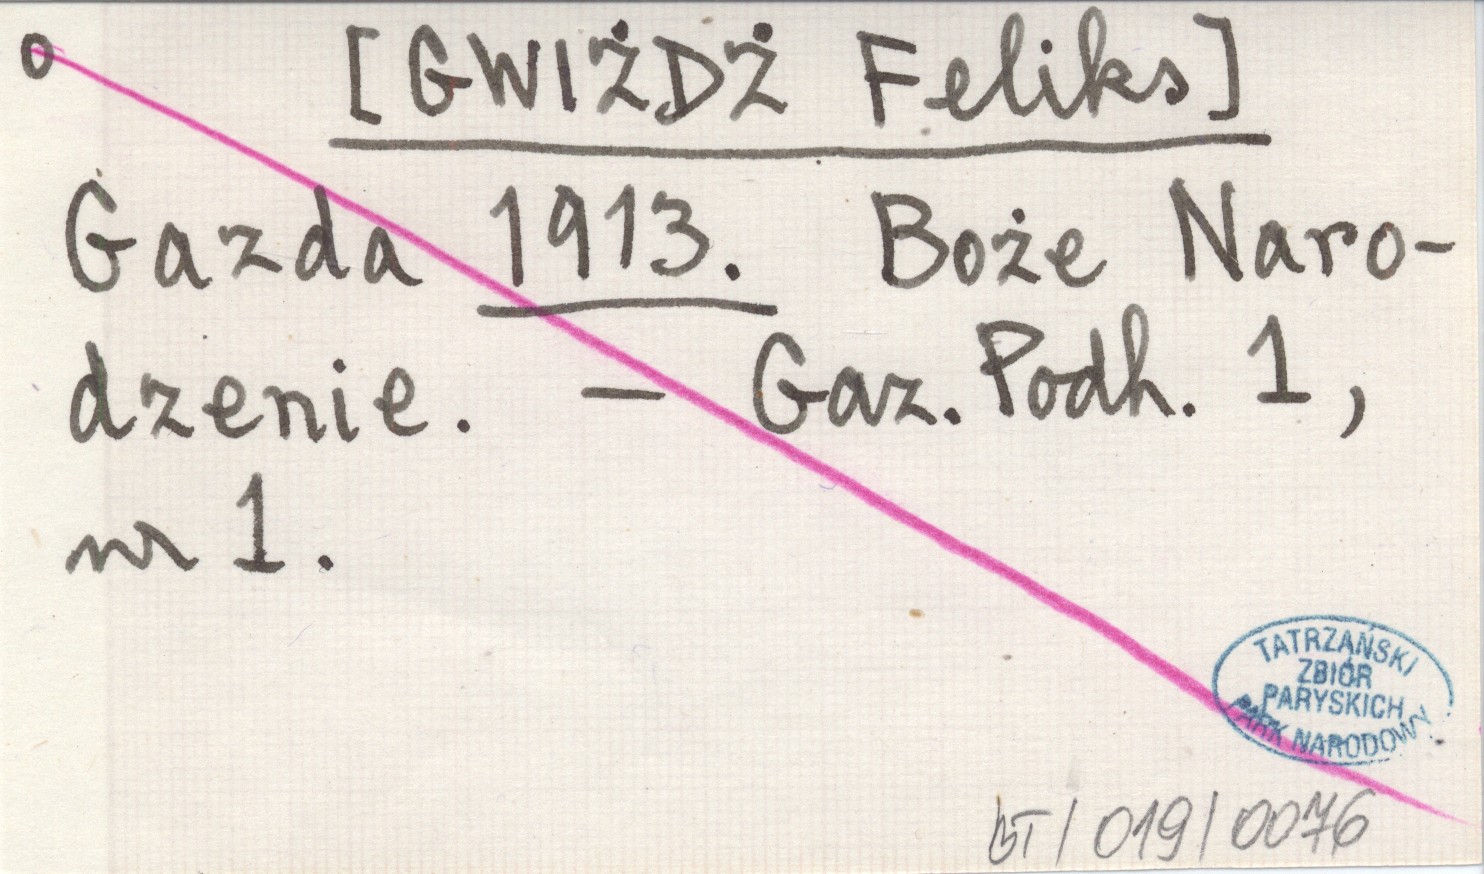 o [GWIŻDŻ Feliks]
Gazda 1913. Boże Naro-
dzenie. — Gaz. Podh. 1,
nr 1.
TATRZAŃSKI
ZBIÓR
PARYSKICH
PARK NARODOWY
BT/019/0076